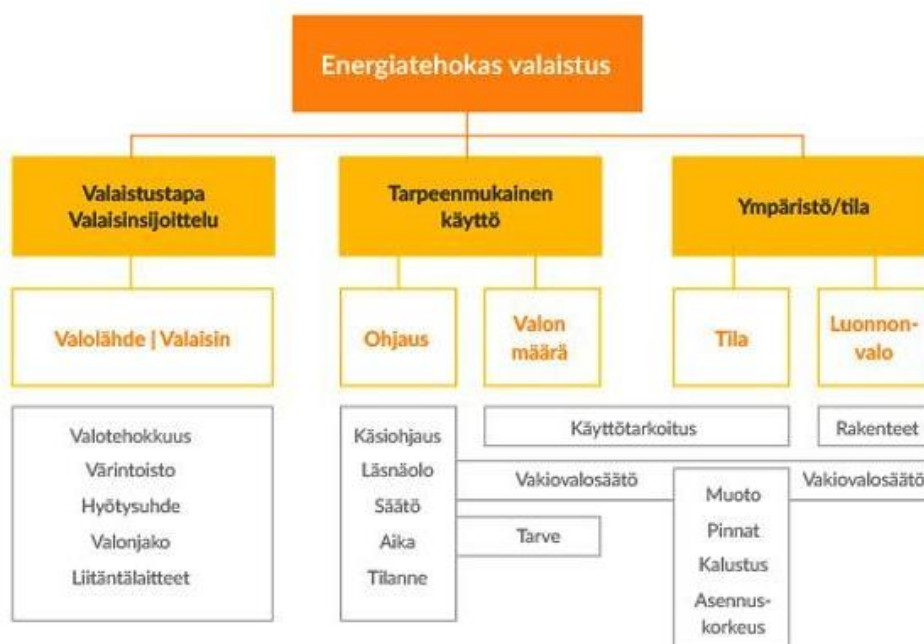 Energiatehokas valaistus
Valaistustapa
Valaisinsijoittelu
Tarpeenmukainen
käyttö
Ympäristö/tila
Valolähde | Valaisin
Ohjaus
Valon
määrä
Tila
Luonnon-
valo
Valotehokkuus
Värintoisto
Hyötysuhde
Valonjako
Liitäntälaitteet
Käsiohjaus
Läsnäolo
Säätö
Aika
Tilanne
Käyttötarkoitus
Rakenteet
Vakiovalosäätö
Vakiovalosäätö
Tarve
Muoto
Pinnat
Kalustus
Asennus-
korkeus